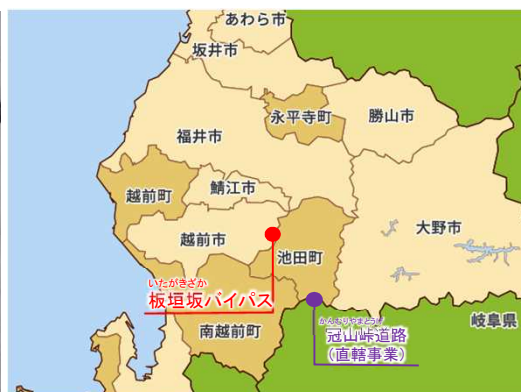 あわら市
坂井市
永平寺町
勝山市
福井市
越前町
鯖江市
大野市
越前市
池田町
いたがきざか
板垣坂バイパス
南越前町
かんむりやまとうげ
冠山峠道路
(直轄事業)
岐阜県